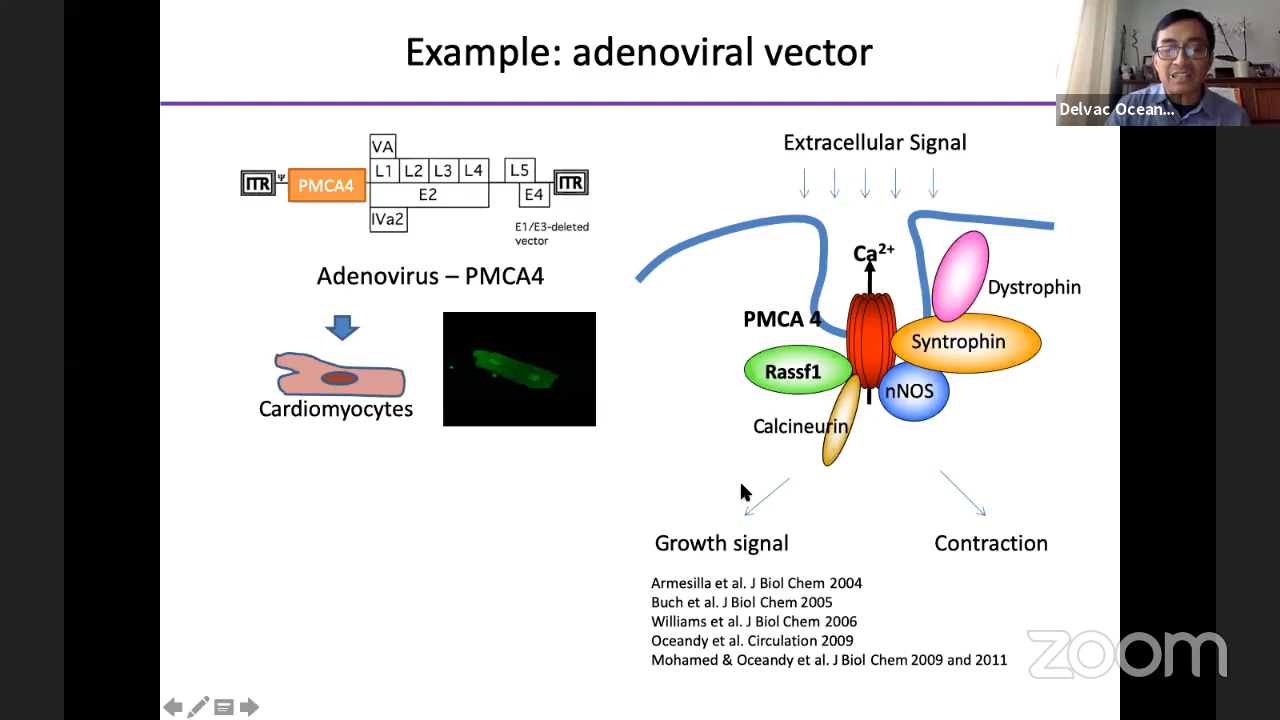 Example: adenoviral vector
Delvac Ocean...
VA
ITR
Ψ
PMCA4
L1
L2
L3
L4
L5
ITR
E2
E4
IVa2
E1/E3-deleted
vector
Adenovirus – PMCA4
Cardiomyocytes
Extracellular Signal
Ca2+
Dystrophin
PMCA 4
Syntrophin
Rassf1
nNOS
Calcineurin
Growth signal
Contraction
Armesilla et al. J Biol Chem 2004
Buch et al. J Biol Chem 2005
Williams et al. J Biol Chem 2006
Oceandy et al. Circulation 2009
Mohamed & Oceandy et al. J Biol Chem 2009 and 2011
zoom